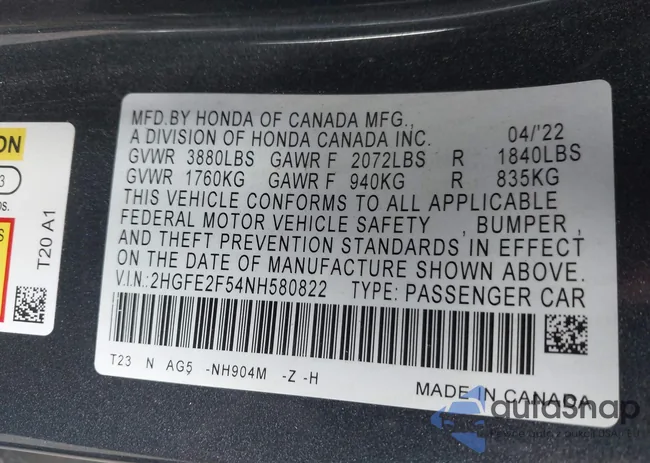 MFD.BY HONDA OF CANADA MFG.,
A DIVISION OF HONDA CANADA INC. 04/'22
GVWR 3880LBS GAWR F 2072LBS R 1840LBS
GVWR 1760KG GAWR F 940KG R 835KG
THIS VEHICLE CONFORMS TO ALL APPLICABLE
FEDERAL MOTOR VEHICLE SAFETY , BUMPER ,
AND THEFT PREVENTION STANDARDS IN EFFECT
ON THE DATE OF MANUFACTURE SHOWN ABOVE.
V.I.N.: 2HGFE2F54NH580822 TYPE: PASSENGER CAR
T23 N AG5 -NH904M -Z -H
MADE IN CANADA
ON
3
os.
S
T20 A1
autoSnap